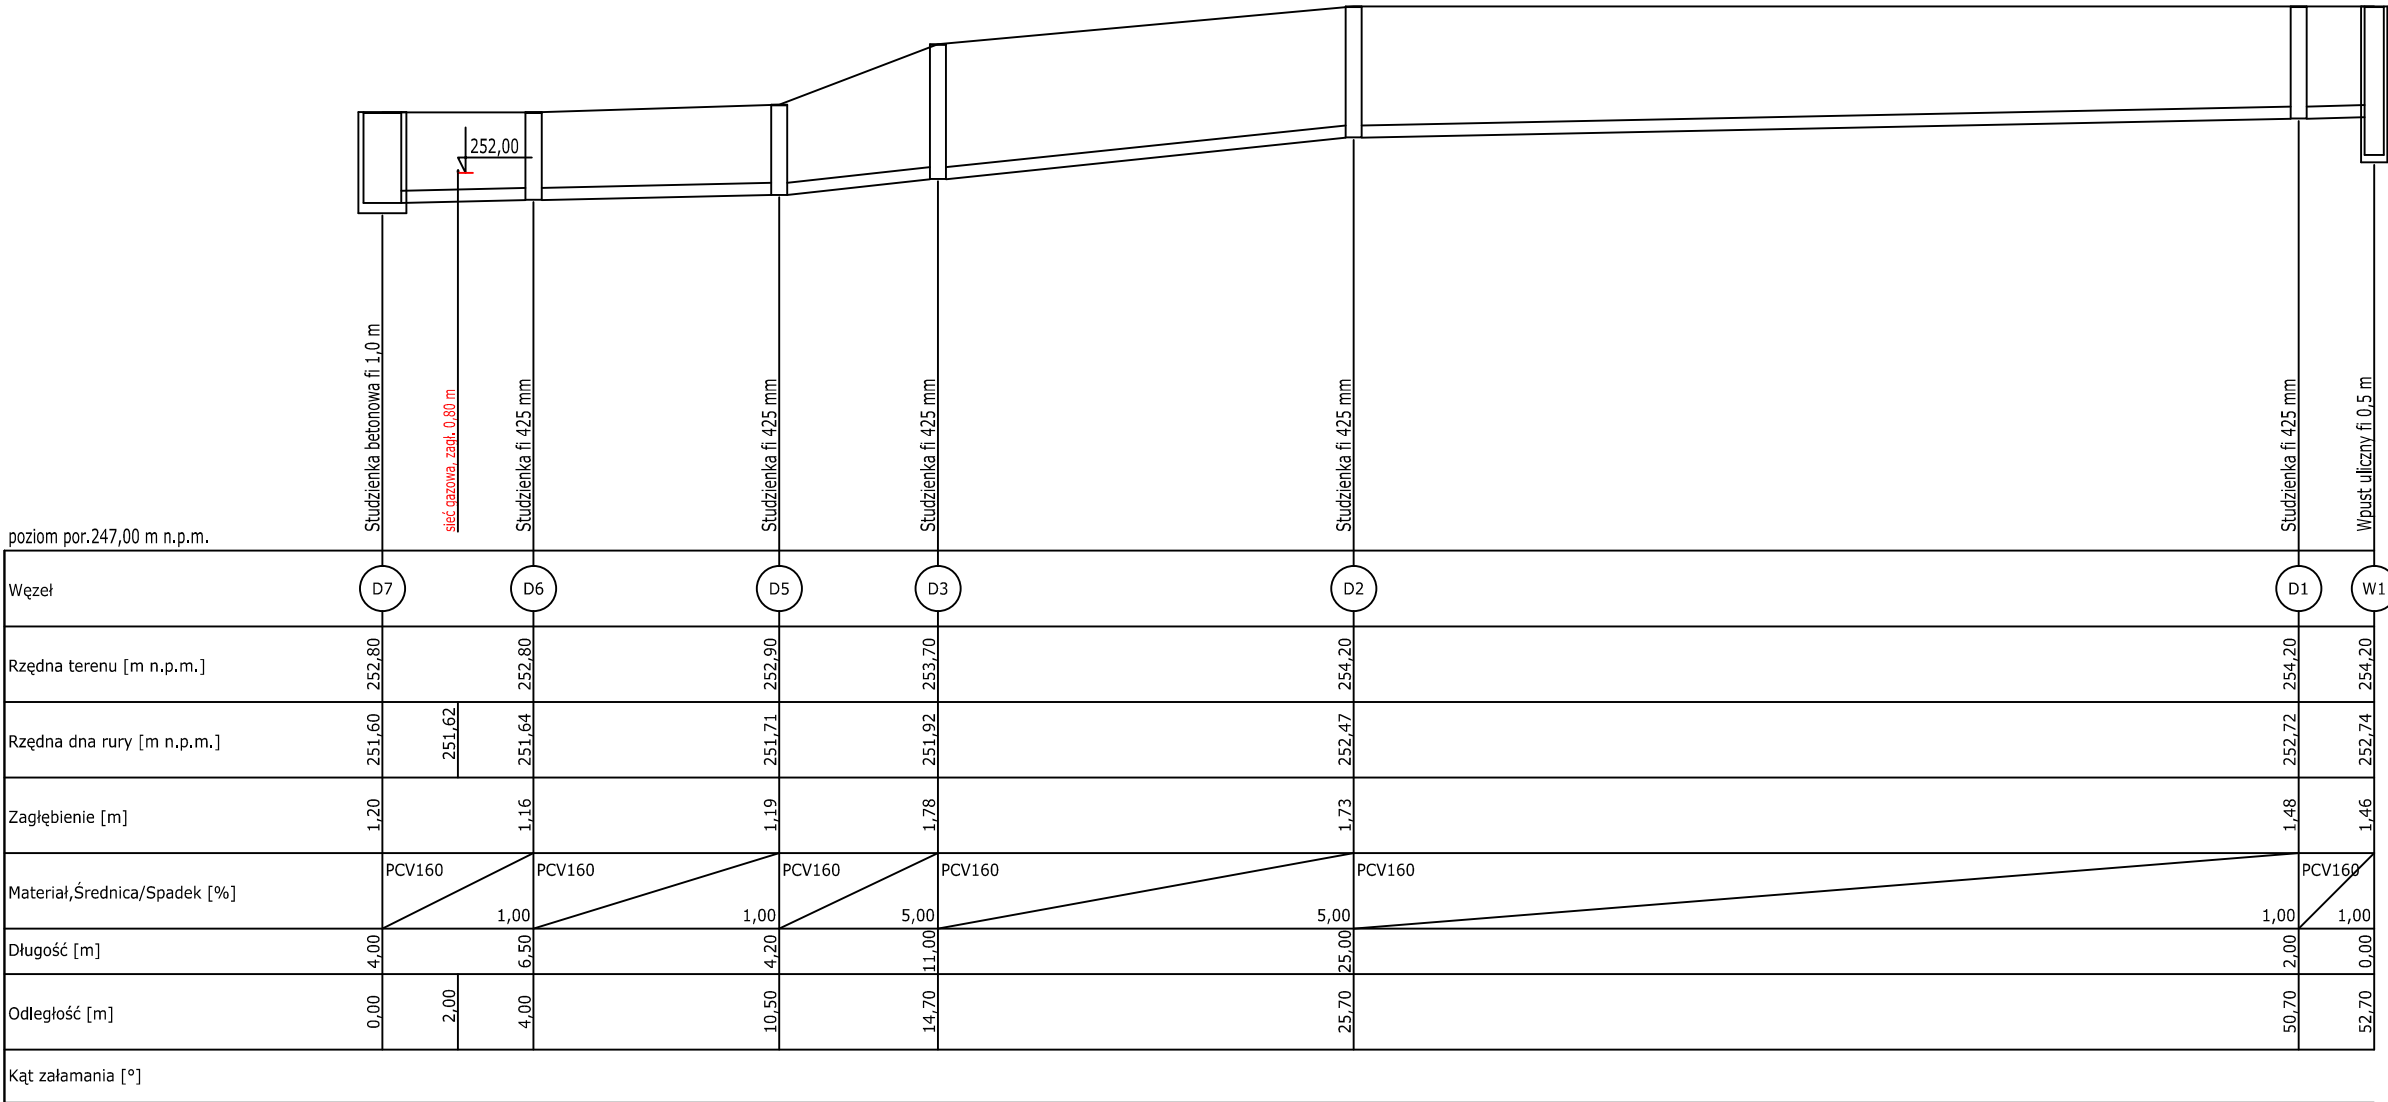 252,00
Studzienka betonowa fi 1,0 m
sieć gazowa, zagł. 0,80 m
Studzienka fi 425 mm
Studzienka fi 425 mm
Studzienka fi 425 mm
Studzienka fi 425 mm
Studzienka fi 425 mm
Wpust uliczny fi 0,5 m
poziom por.247,00 m n.p.m.
Węzeł D7 D6 D5 D3 D2 D1 W1
Rzędna terenu [m n.p.m.] 252,80 252,80 252,90 253,70 254,20 254,20 254,20
Rzędna dna rury [m n.p.m.] 251,60 251,62 251,64 251,71 251,92 252,47 252,72 252,74
Zagłębienie [m] 1,20 1,16 1,19 1,78 1,73 1,48 1,46
PCV160 PCV160 PCV160 PCV160 PCV160 PCV160
Materiał,Średnica/Spadek [%]
1,00 1,00 5,00 5,00 1,00 1,00
Długość [m] 4,00 6,50 4,20 11,00 25,00 2,00 0,00
Odległość [m] 0,00 2,00 4,00 10,50 14,70 25,70 50,70 52,70
Kąt załamania [°]